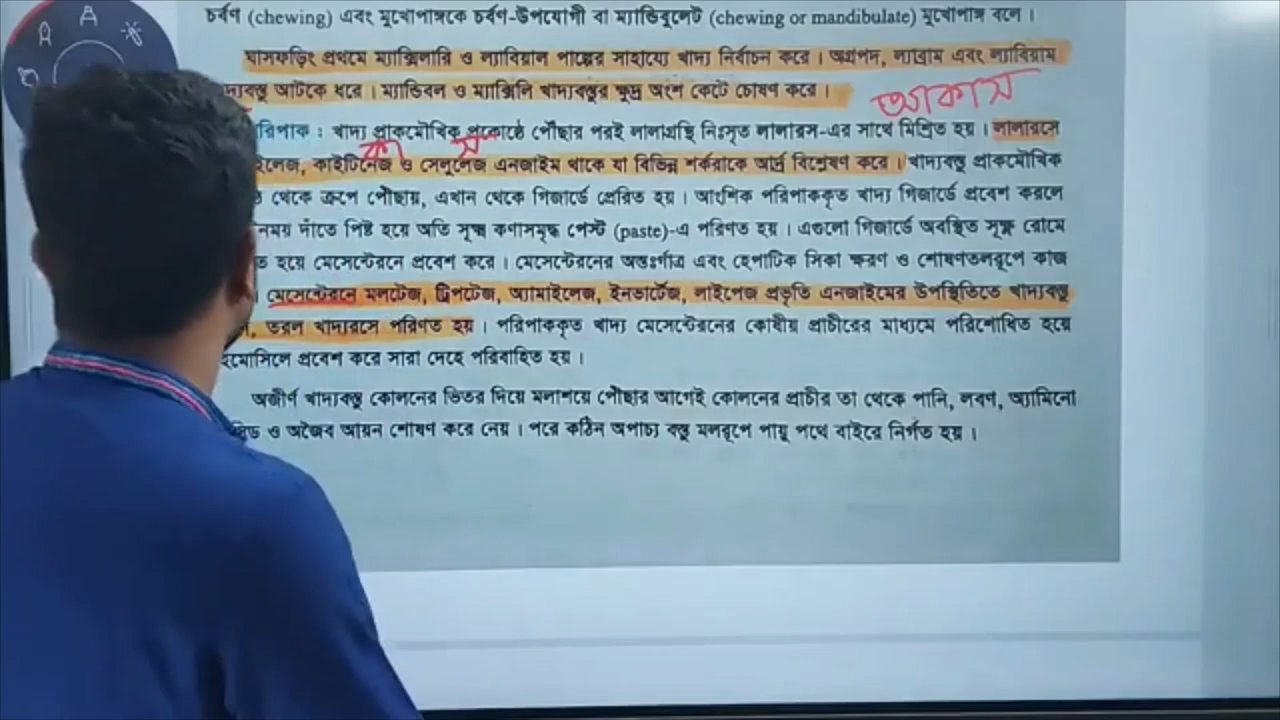 চর্বণ (chewing) এবং মুখোপাঙ্গকে চর্বণ-উপযোগী বা ম্যান্ডিবুলেট (chewing or mandibulate) মুখোপাঙ্গ বলে।
ঘাসফড়িং প্রথমে ম্যাক্সিলারি ও ল্যাবিয়াল পাল্পের সাহায্যে খাদ্য নির্বাচন করে। অগ্রপদ, ল্যাব্রাম এবং ল্যাবিয়াম
দ্যবস্তু আটকে ধরে। ম্যান্ডিবল ও ম্যাক্সিলি খাদ্যবস্তুর ক্ষুদ্র অংশ কেটে চোষণ করে।
আকাস
রিপাক : খাদ্য প্রাকমৌখিক প্রকোষ্ঠে পৌঁছার পরই লালাগ্রন্থি নিঃসৃত লালারস-এর সাথে মিশ্রিত হয়। লালারসে
কা স
ইলেজ, কাইটিনেজ ও সেলুলেজ এনজাইম থাকে যা বিভিন্ন শর্করাকে আর্দ্র বিশ্লেষণ করে। খাদ্যবস্তু প্রাকমৌখিক
থেকে ক্রপে পৌঁছায়, এখান থেকে গিজার্ডে প্রেরিত হয়। আংশিক পরিপাককৃত খাদ্য গিজার্ডে প্রবেশ করলে
নময় দাঁতে পিষ্ট হয়ে অতি সূক্ষ্ম কণাসমৃদ্ধ পেস্ট (paste)-এ পরিণত হয়। এগুলো গিজার্ডে অবস্থিত সূক্ষ্ম রোমে
ত হয়ে মেসেন্টেরনে প্রবেশ করে। মেসেন্টেরনের অন্তঃর্গাত্র এবং হেপাটিক সিকা ক্ষরণ ও শোষণতলরূপে কাজ
। মেসেন্টেরনে মলটেজ, ট্রিপটেজ, অ্যামাইলেজ, ইনভার্টেজ, লাইপেজ প্রভৃতি এনজাইমের উপস্থিতিতে খাদ্যবস্তু
, তরল খাদ্যরসে পরিণত হয়। পরিপাককৃত খাদ্য মেসেন্টেরনের কোষীয় প্রাচীরের মাধ্যমে পরিশোধিত হয়ে
হমোসিলে প্রবেশ করে সারা দেহে পরিবাহিত হয়।
অজীর্ণ খাদ্যবস্তু কোলনের ভিতর দিয়ে মলাশয়ে পৌঁছার আগেই কোলনের প্রাচীর তা থেকে পানি, লবণ, অ্যামিনো
সিড ও অজৈব আয়ন শোষণ করে নেয়। পরে কঠিন অপাচ্য বস্তু মলরূপে পায়ু পথে বাইরে নির্গত হয়।